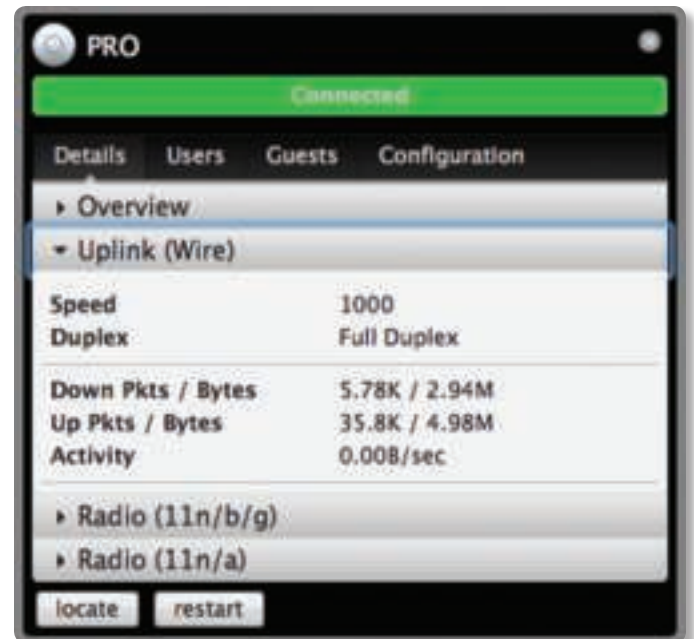 PRO
Connected
Details Users Guests Configuration
Overview
Uplink (Wire)
Speed 1000
Duplex Full Duplex
Down Pkts / Bytes 5.78K / 2.94M
Up Pkts / Bytes 35.8K / 4.98M
Activity 0.00B/sec
Radio (11n/b/g)
Radio (11n/a)
locate restart